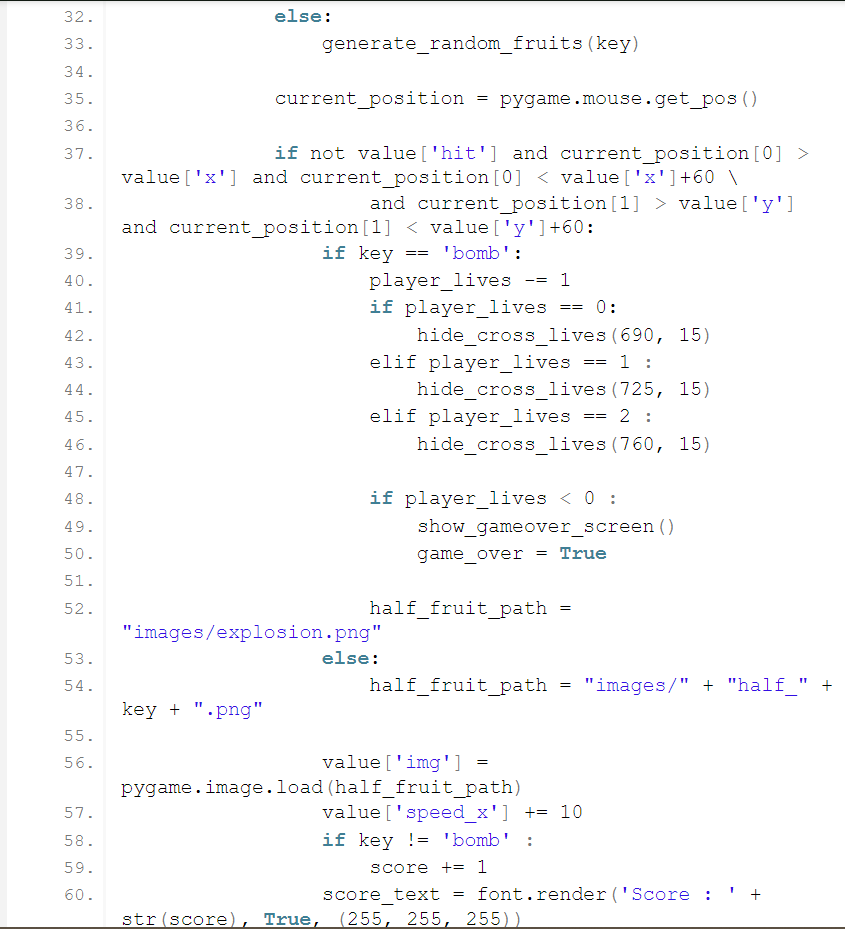 32. else:
33. generate_random_fruits(key)
34.
35. current_position = pygame.mouse.get_pos()
36.
37. if not value['hit'] and current_position[0] >
value['x'] and current_position[0] < value['x']+60 \
38. and current_position[1] > value['y']
and current_position[1] < value['y']+60:
39. if key == 'bomb':
40. player_lives -= 1
41. if player_lives == 0:
42. hide_cross_lives(690, 15)
43. elif player_lives == 1 :
44. hide_cross_lives(725, 15)
45. elif player_lives == 2 :
46. hide_cross_lives(760, 15)
47.
48. if player_lives < 0 :
49. show_gameover_screen()
50. game_over = True
51.
52. half_fruit_path =
"images/explosion.png"
53. else:
54. half_fruit_path = "images/" + "half_" +
key + ".png"
55.
56. value['img'] =
pygame.image.load(half_fruit_path)
57. value['speed_x'] += 10
58. if key != 'bomb' :
59. score += 1
60. score_text = font.render('Score : ' +
str(score), True, (255, 255, 255))